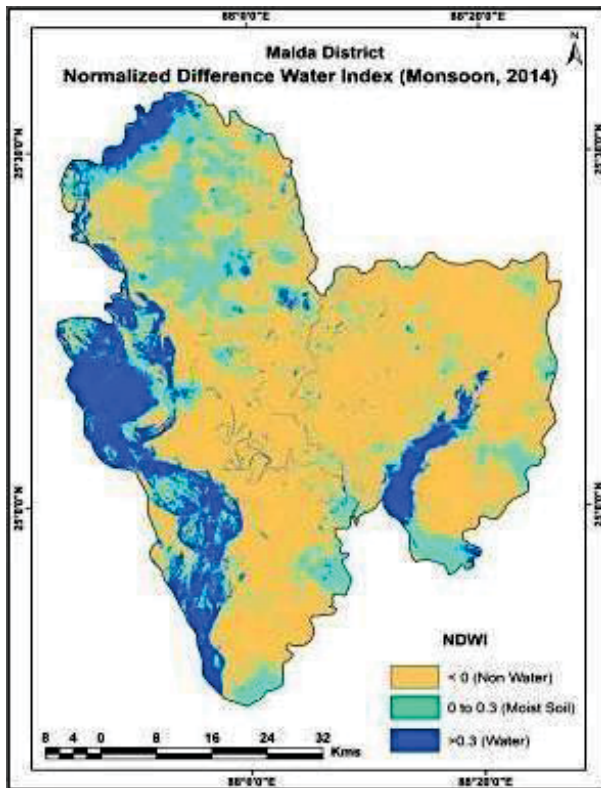 88°0'0"E 88°20'0"E
N
Malda District
Normalized Difference Water Index (Monsoon, 2014)
25°30'0"N 25°30'0"N
25°0'0"N 25°0'0"N
NDWI
< 0 (Non Water)
0 to 0.3 (Moist Soil)
>0.3 (Water)
8 4 0 8 16 24 32
Kms
88°0'0"E 88°20'0"E